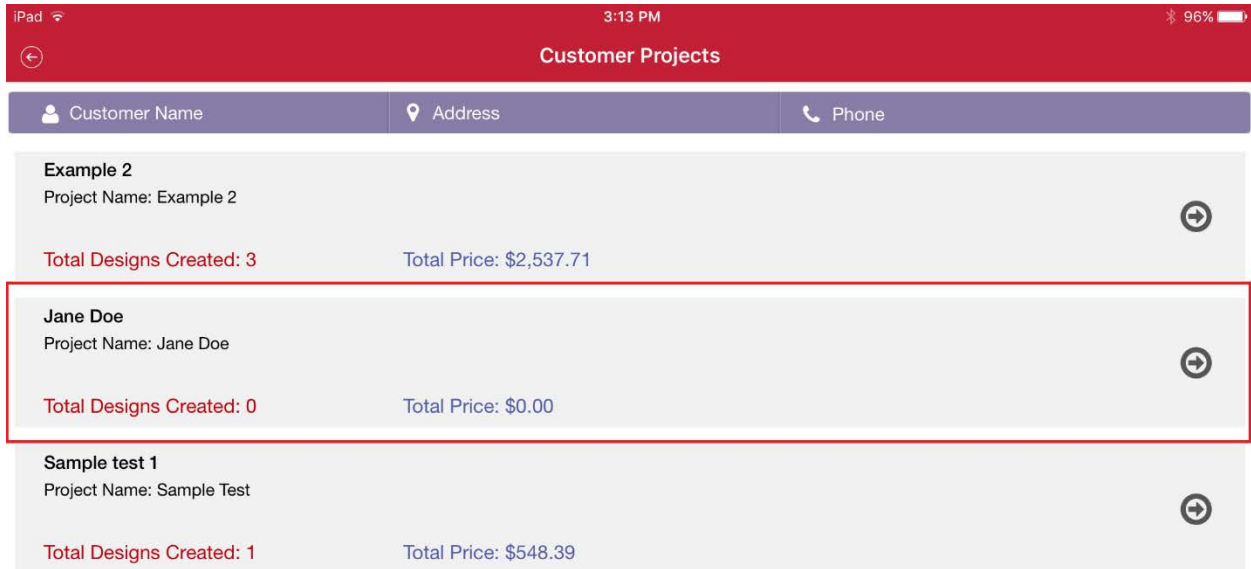 iPad 3:13 PM 96%
Customer Projects
Customer Name Address Phone
Example 2
Project Name: Example 2
Total Designs Created: 3 Total Price: $2,537.71
Jane Doe
Project Name: Jane Doe
Total Designs Created: 0 Total Price: $0.00
Sample test 1
Project Name: Sample Test
Total Designs Created: 1 Total Price: $548.39